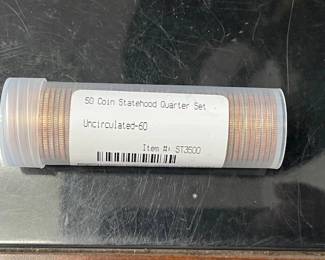 50 Coin Statehood Quarter Set
Uncirculated-60
Item #: ST3500